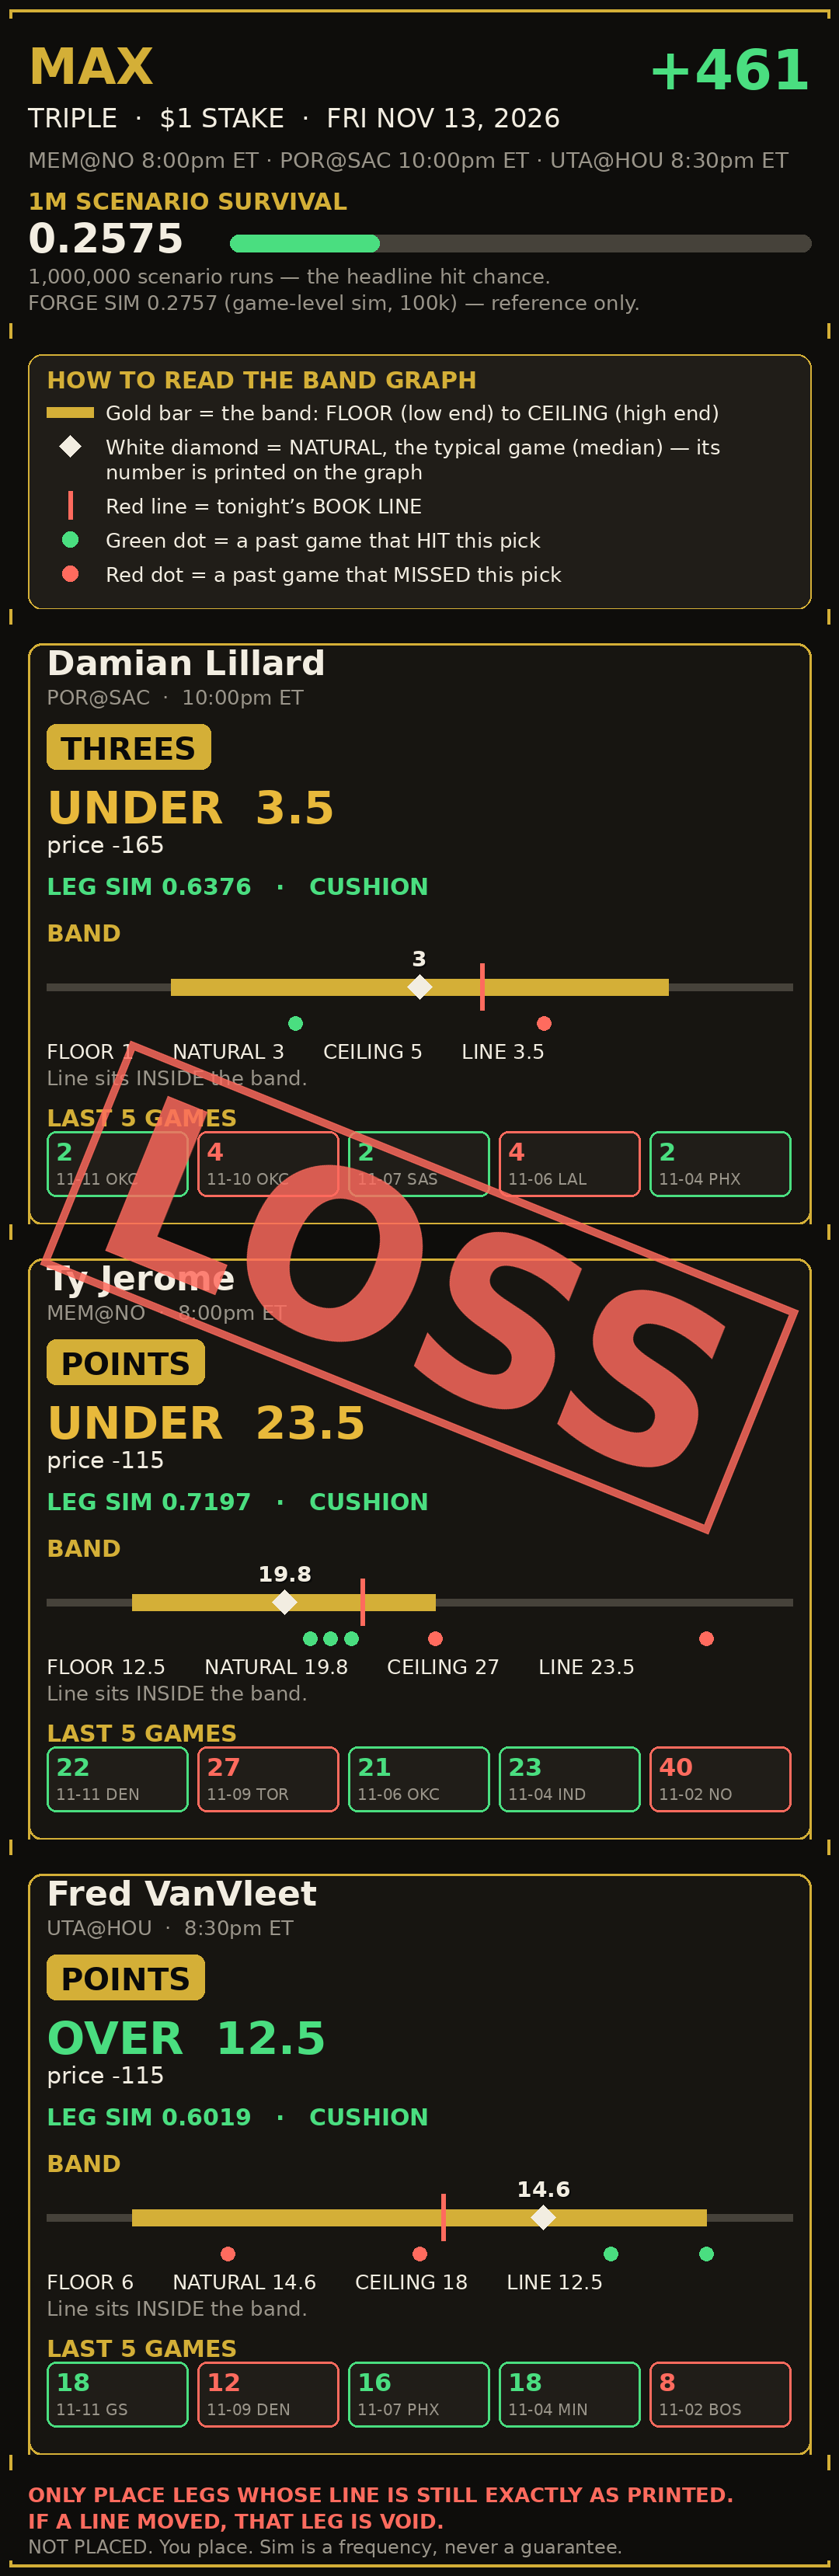 MAX
+461
TRIPLE · $1 STAKE · FRI NOV 13, 2026
MEM@NO 8:00pm ET · POR@SAC 10:00pm ET · UTA@HOU 8:30pm ET
1M SCENARIO SURVIVAL
0.2575
1,000,000 scenario runs — the headline hit chance.
FORGE SIM 0.2757 (game-level sim, 100k) — reference only.
HOW TO READ THE BAND GRAPH
Gold bar = the band: FLOOR (low end) to CEILING (high end)
White diamond = NATURAL, the typical game (median) — its
number is printed on the graph
Red line = tonight’s BOOK LINE
Green dot = a past game that HIT this pick
Red dot = a past game that MISSED this pick
Damian Lillard
POR@SAC · 10:00pm ET
THREES
UNDER 3.5
price -165
LEG SIM 0.6376 · CUSHION
BAND
3
FLOOR 1 NATURAL 3 CEILING 5 LINE 3.5
Line sits INSIDE the band.
LAST 5 GAMES
2 4 2 4 2
11-11 OKC 11-10 OKC 11-07 SAS 11-06 LAL 11-04 PHX
LOSS
Ty Jerome
MEM@NO · 8:00pm ET
POINTS
UNDER 23.5
price -115
LEG SIM 0.7197 · CUSHION
BAND
19.8
FLOOR 12.5 NATURAL 19.8 CEILING 27 LINE 23.5
Line sits INSIDE the band.
LAST 5 GAMES
22 27 21 23 40
11-11 DEN 11-09 TOR 11-06 OKC 11-04 IND 11-02 NO
Fred VanVleet
UTA@HOU · 8:30pm ET
POINTS
OVER 12.5
price -115
LEG SIM 0.6019 · CUSHION
BAND
14.6
FLOOR 6 NATURAL 14.6 CEILING 18 LINE 12.5
Line sits INSIDE the band.
LAST 5 GAMES
18 12 16 18 8
11-11 GS 11-09 DEN 11-07 PHX 11-04 MIN 11-02 BOS
ONLY PLACE LEGS WHOSE LINE IS STILL EXACTLY AS PRINTED.
IF A LINE MOVED, THAT LEG IS VOID.
NOT PLACED. You place. Sim is a frequency, never a guarantee.